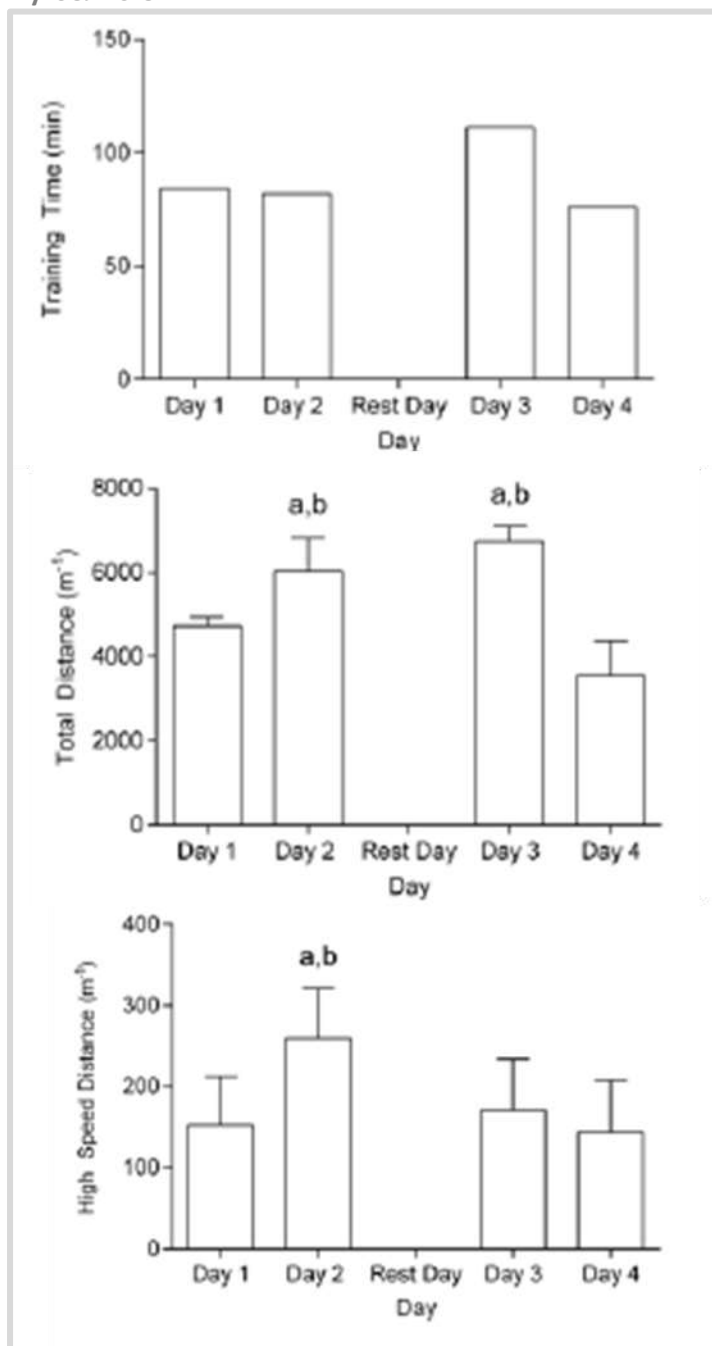 150
100
50
0
Training Time (min)
Day 1 Day 2 Rest Day Day 3 Day 4
Day
8000
6000
4000
2000
0
Total Distance (m⁻¹)
a,b a,b
Day 1 Day 2 Rest Day Day 3 Day 4
Day
400
300
200
100
0
High Speed Distance (m⁻¹)
a,b
Day 1 Day 2 Rest Day Day 3 Day 4
Day